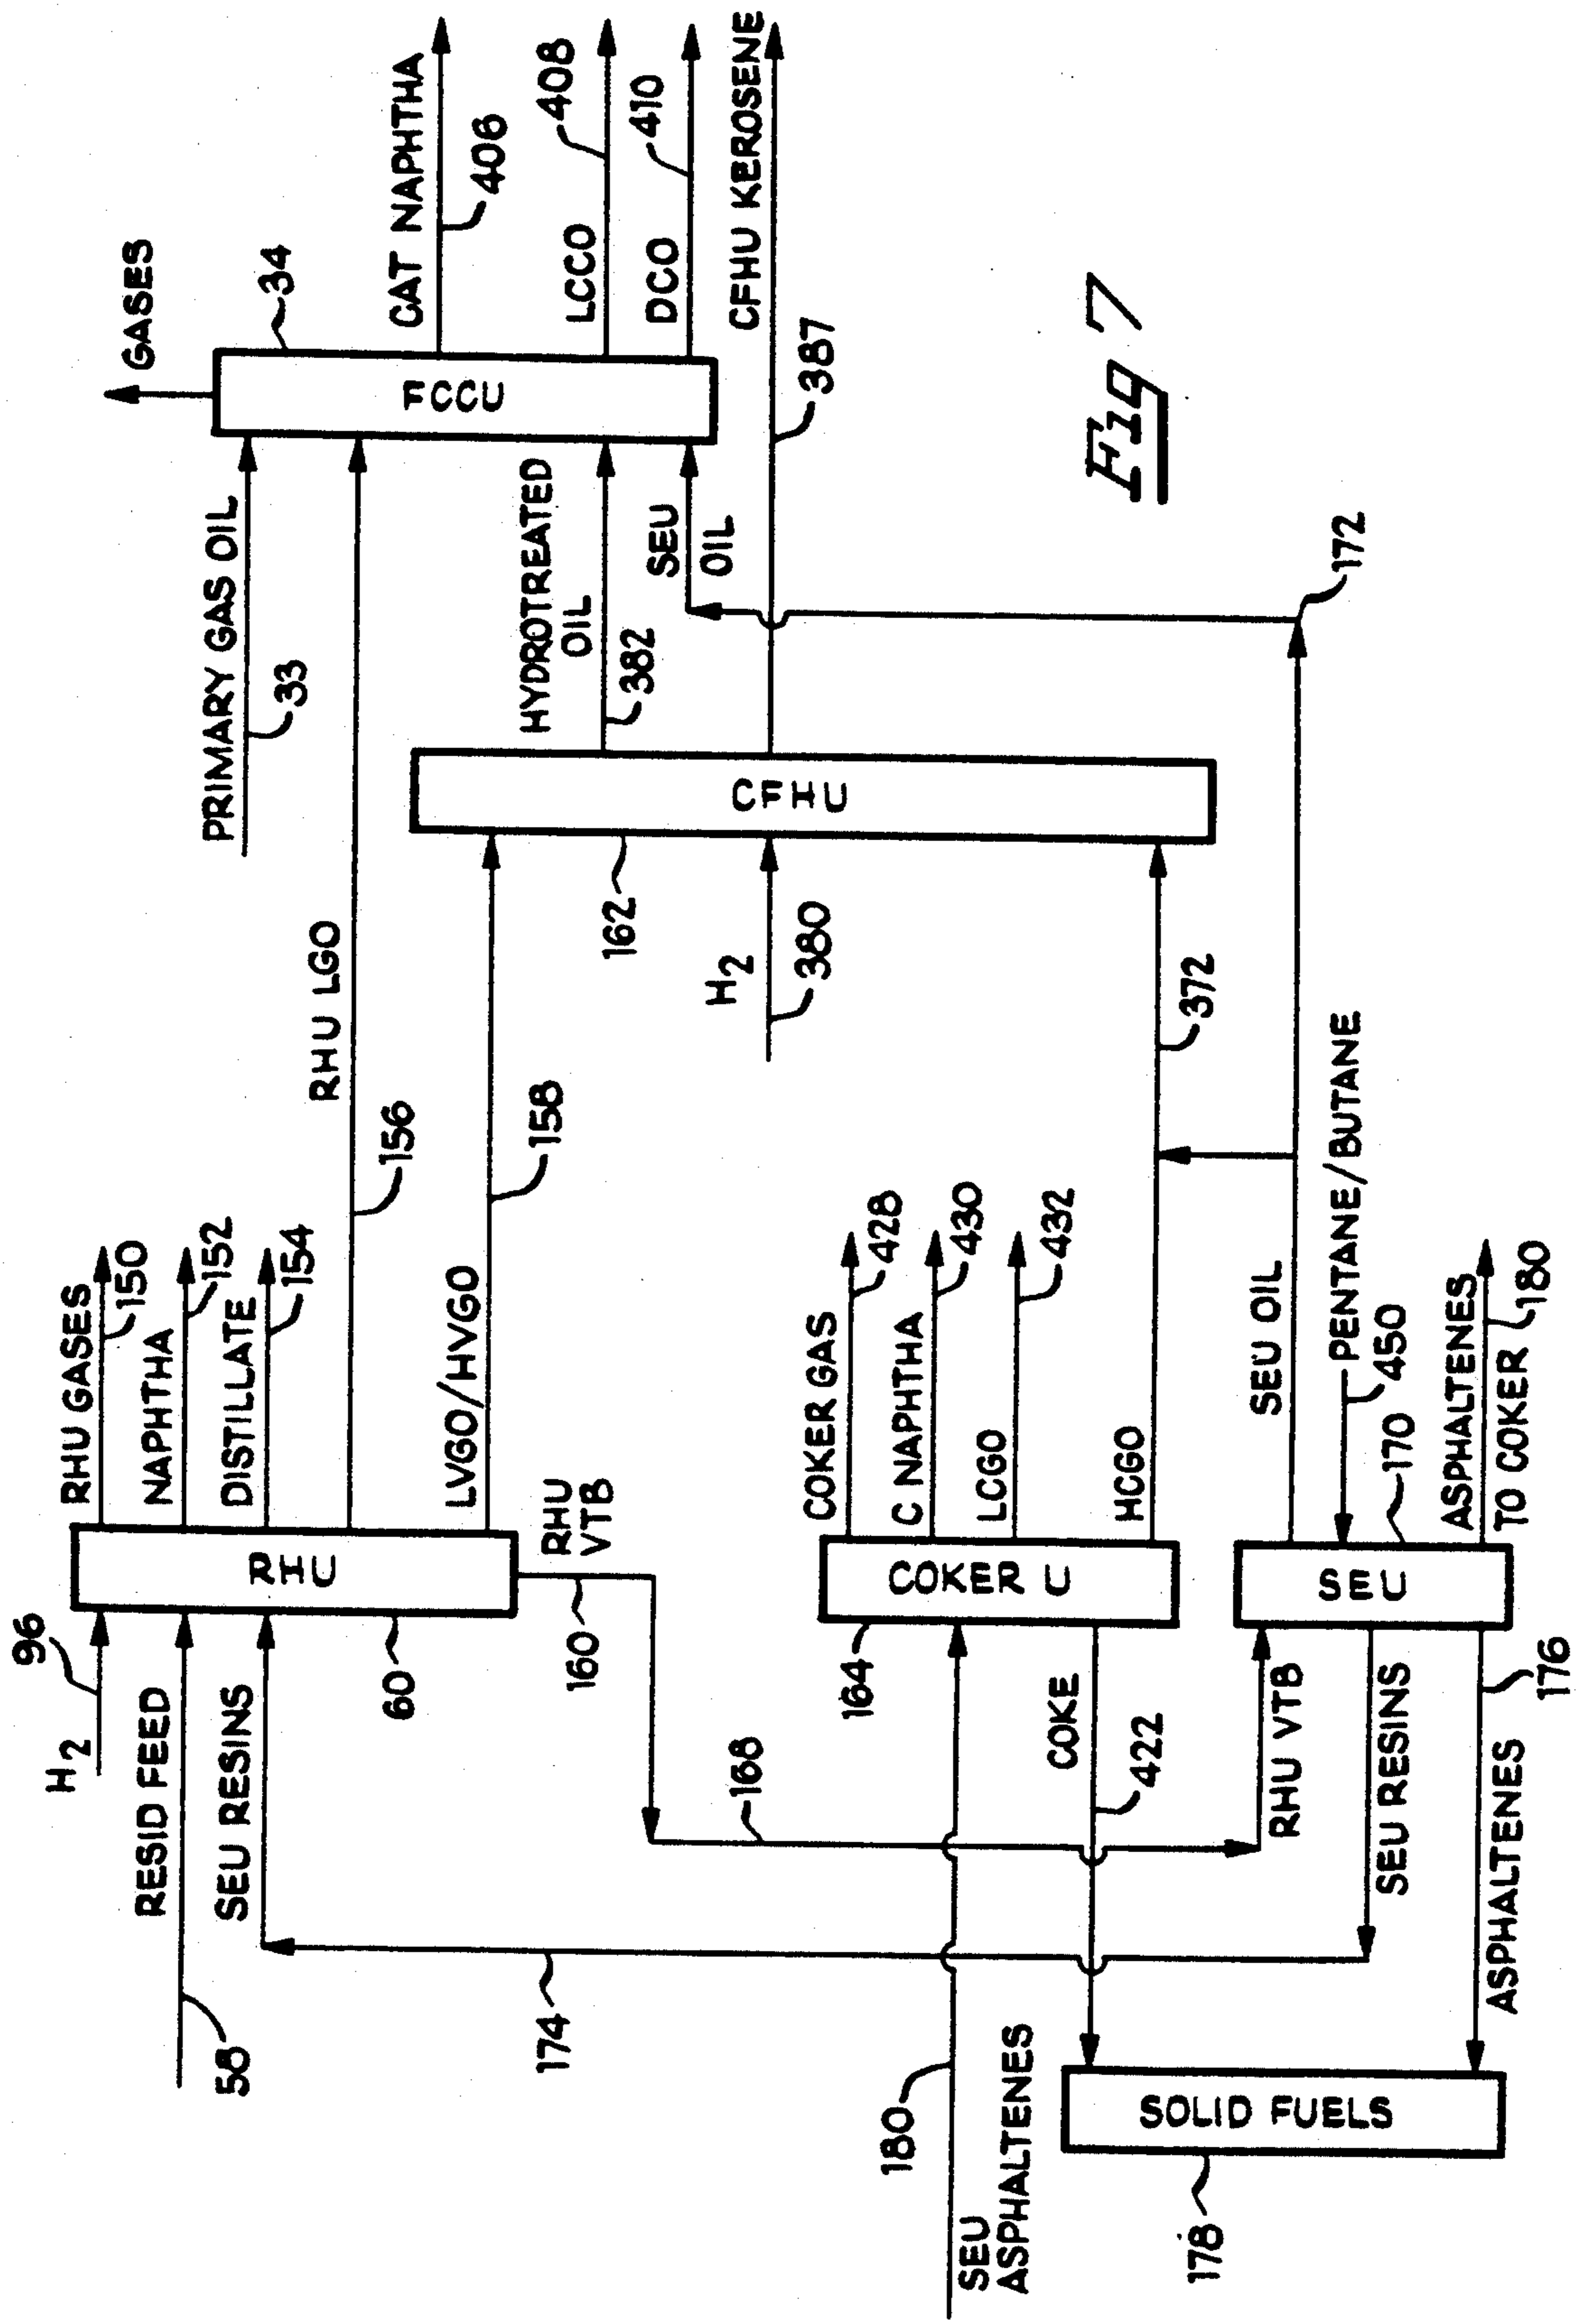 H2
96
RESID FEED
58
SEU RESINS
174
RHU
60
RHU GASES
150
NAPHTHA
152
DISTILLATE
154
RHU LGO
156
LVGO/HVGO
158
RHU
VTB
160
168
PRIMARY GAS OIL
33
GASES
FCCU
34
CAT NAPHTHA
406
LCCO
408
DCO
410
CFHU KEROSENE
387
HYDROTREATED
OIL
382
SEU
OIL
CFHU
162
H2
380
372
172
SEU
ASPHALTENES
180
COKER U
164
COKER GAS
428
C NAPHTHA
430
LCGO
432
HCGO
COKE
422
SEU OIL
PENTANE/BUTANE
450
SEU
170
ASPHALTENES
TO COKER
180
RHU VTB
SEU RESINS
ASPHALTENES
176
SOLID FUELS
178
Fig 7